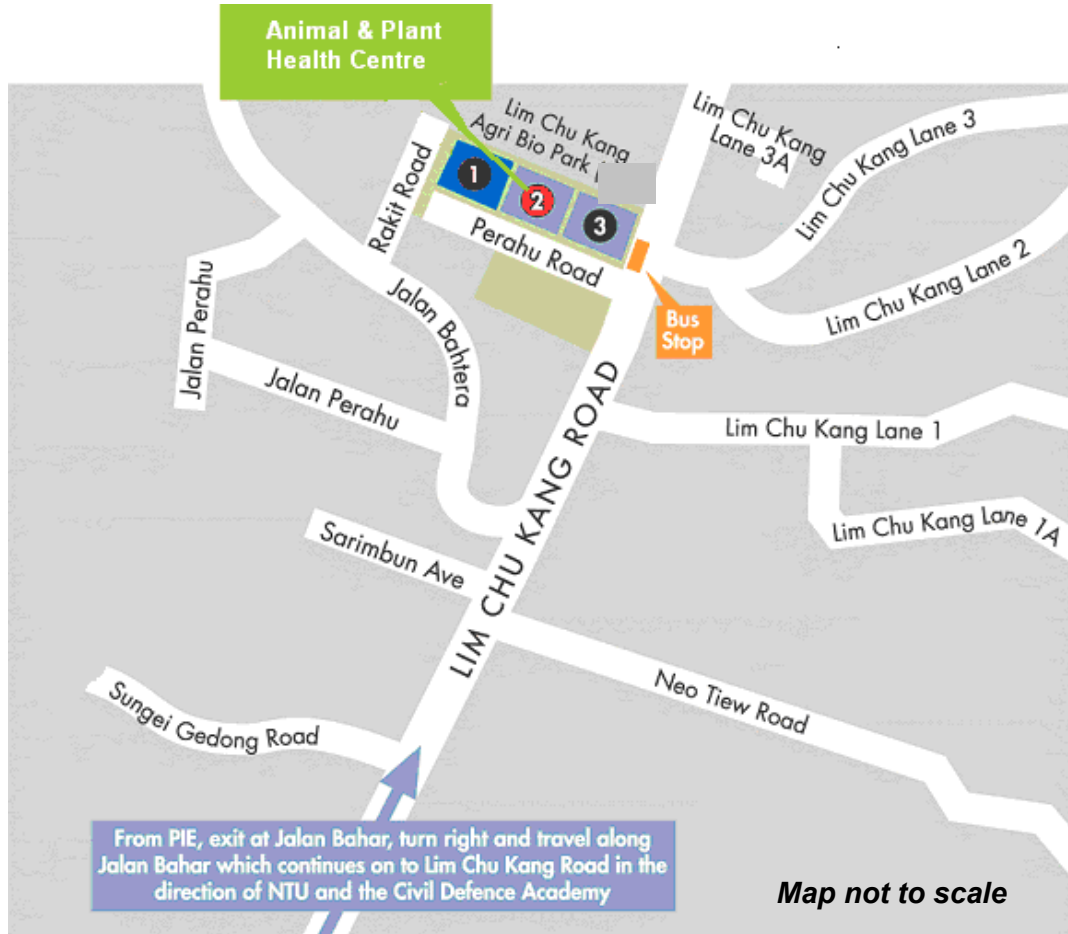 Animal & Plant
Health Centre
Lim Chu Kang
Agri Bio Park
Lim Chu Kang
Lane 3A
Lim Chu Kang Lane 3
Rakit Road
1
2
3
Perahu Road
Lim Chu Kang Lane 2
Jalan Perahu
Jalan Bahtera
Bus
Stop
Jalan Perahu
Lim Chu Kang Lane 1
LIM CHU KANG ROAD
Lim Chu Kang Lane 1A
Sarimbun Ave
Neo Tiew Road
Sungei Gedong Road
From PIE, exit at Jalan Bahar, turn right and travel along
Jalan Bahar which continues on to Lim Chu Kang Road in the
direction of NTU and the Civil Defence Academy
Map not to scale